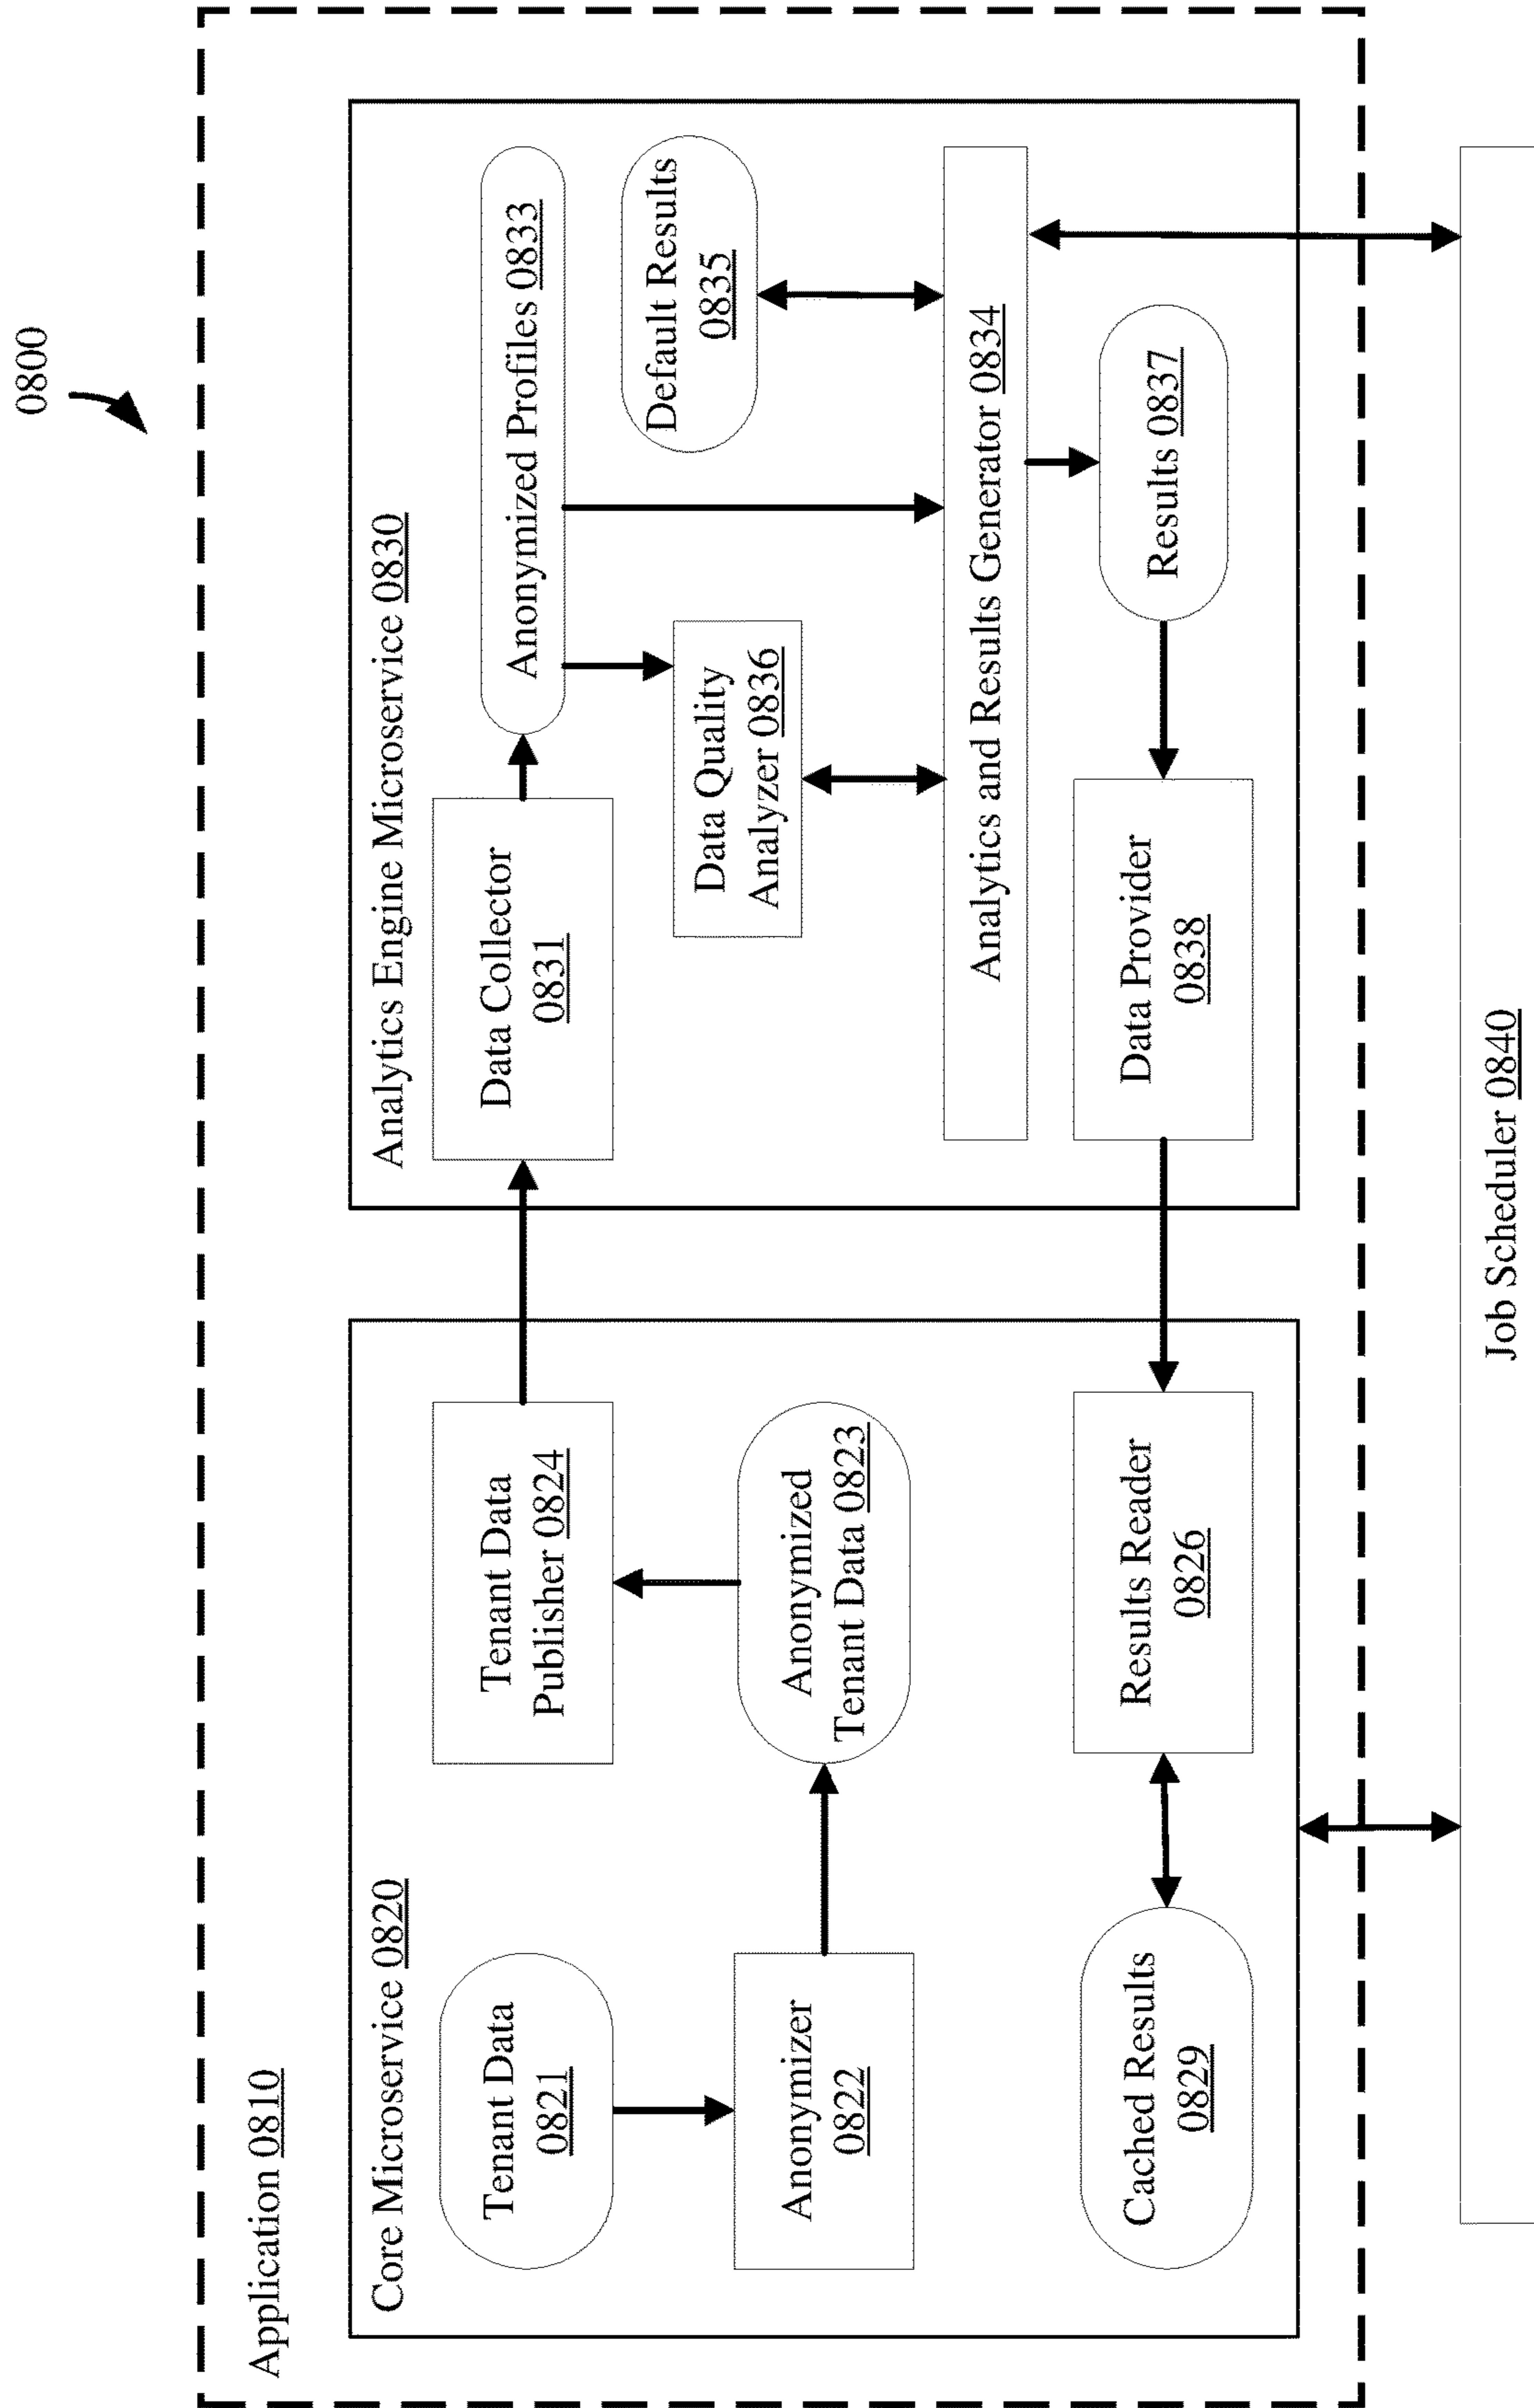 0800
Application 0810
Core Microservice 0820
Tenant Data
0821
Anonymizer
0822
Tenant Data
Publisher 0824
Anonymized
Tenant Data 0823
Cached Results
0829
Results Reader
0826
Analytics Engine Microservice 0830
Data Collector
0831
Anonymized Profiles 0833
Data Quality
Analyzer 0836
Default Results
0835
Analytics and Results Generator 0834
Data Provider
0838
Results 0837
Job Scheduler 0840